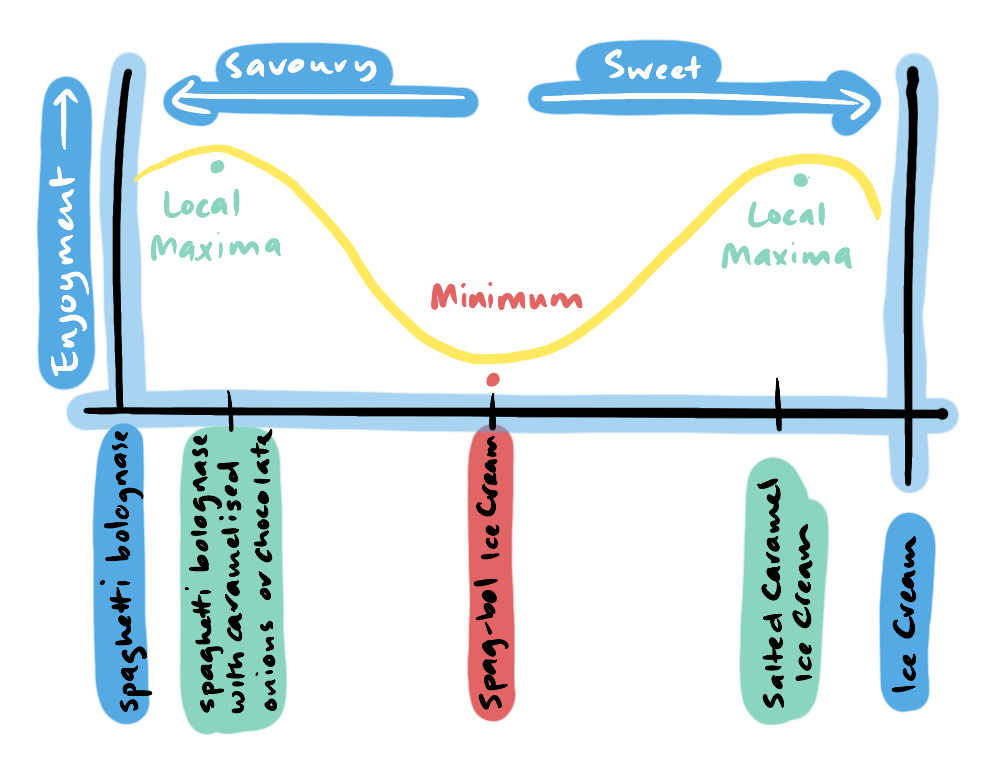 Savoury
Sweet
Enjoyment
Local
Maxima
Local
Maxima
Minimum
spaghetti bolognase
spaghetti bolognase
with caramelised
onions or chocolate
Spag-bol Ice Cream
Salted Caramel
Ice Cream
Ice Cream